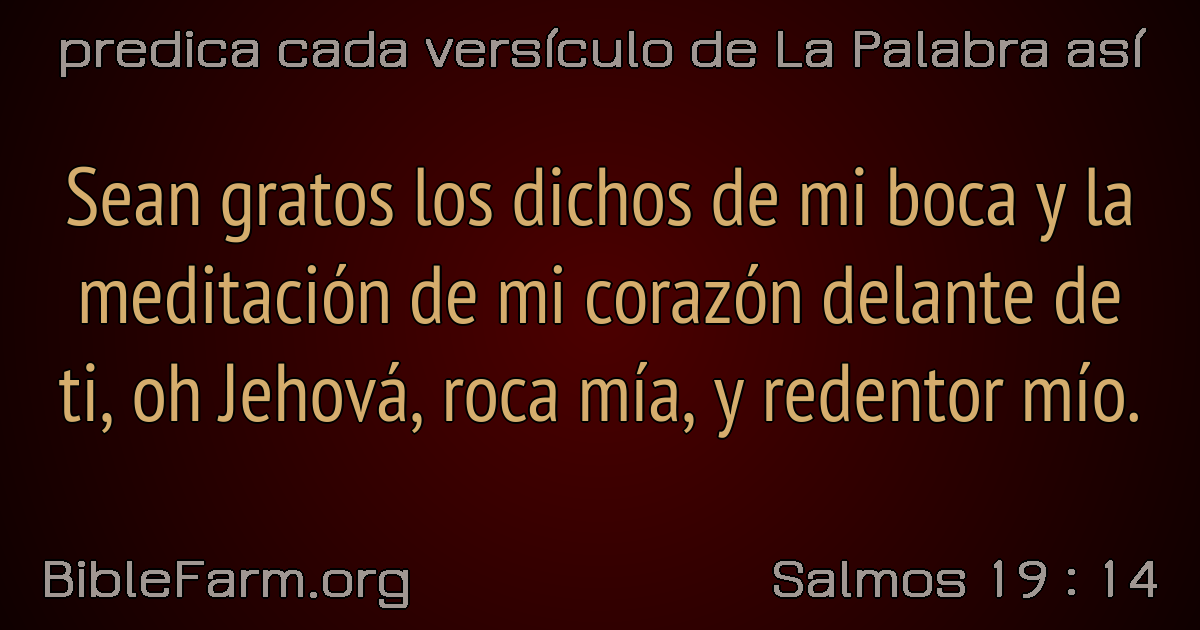 predica cada versículo de La Palabra así
Sean gratos los dichos de mi boca y la
meditación de mi corazón delante de
ti, oh Jehová, roca mía, y redentor mío.
BibleFarm.org
Salmos 19 : 14